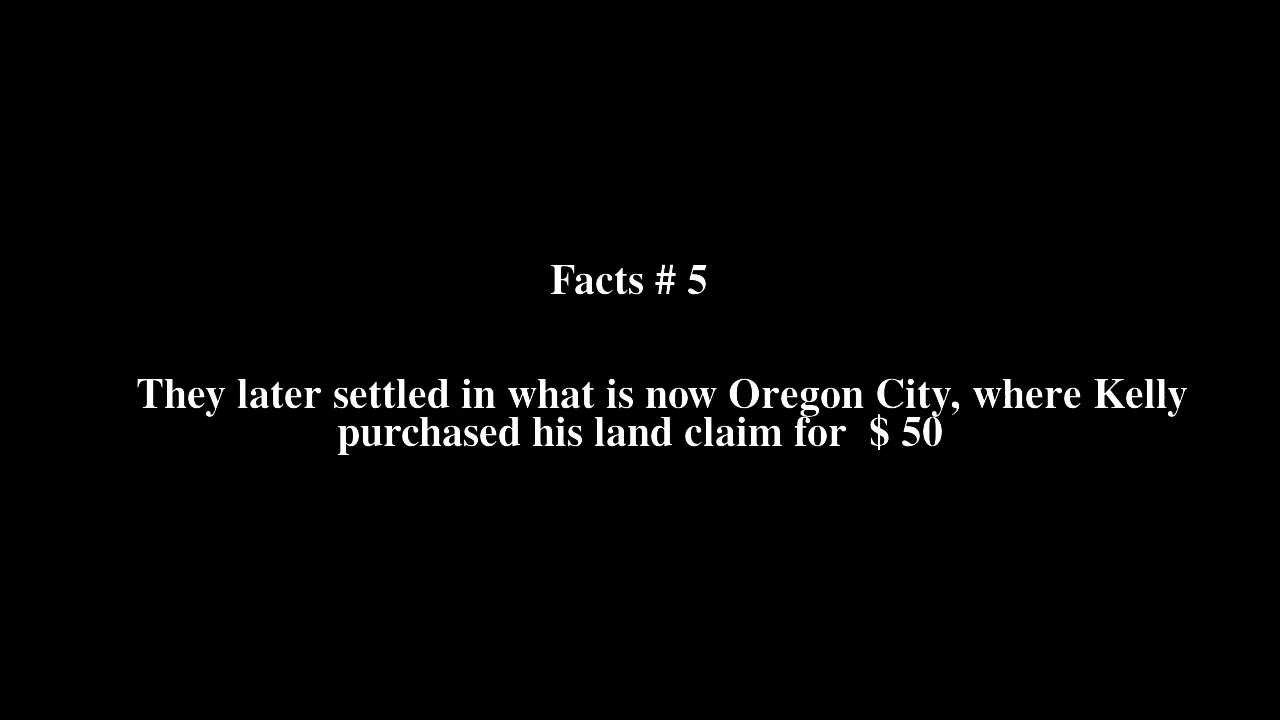 Facts # 5
They later settled in what is now Oregon City, where Kelly
purchased his land claim for  $ 50